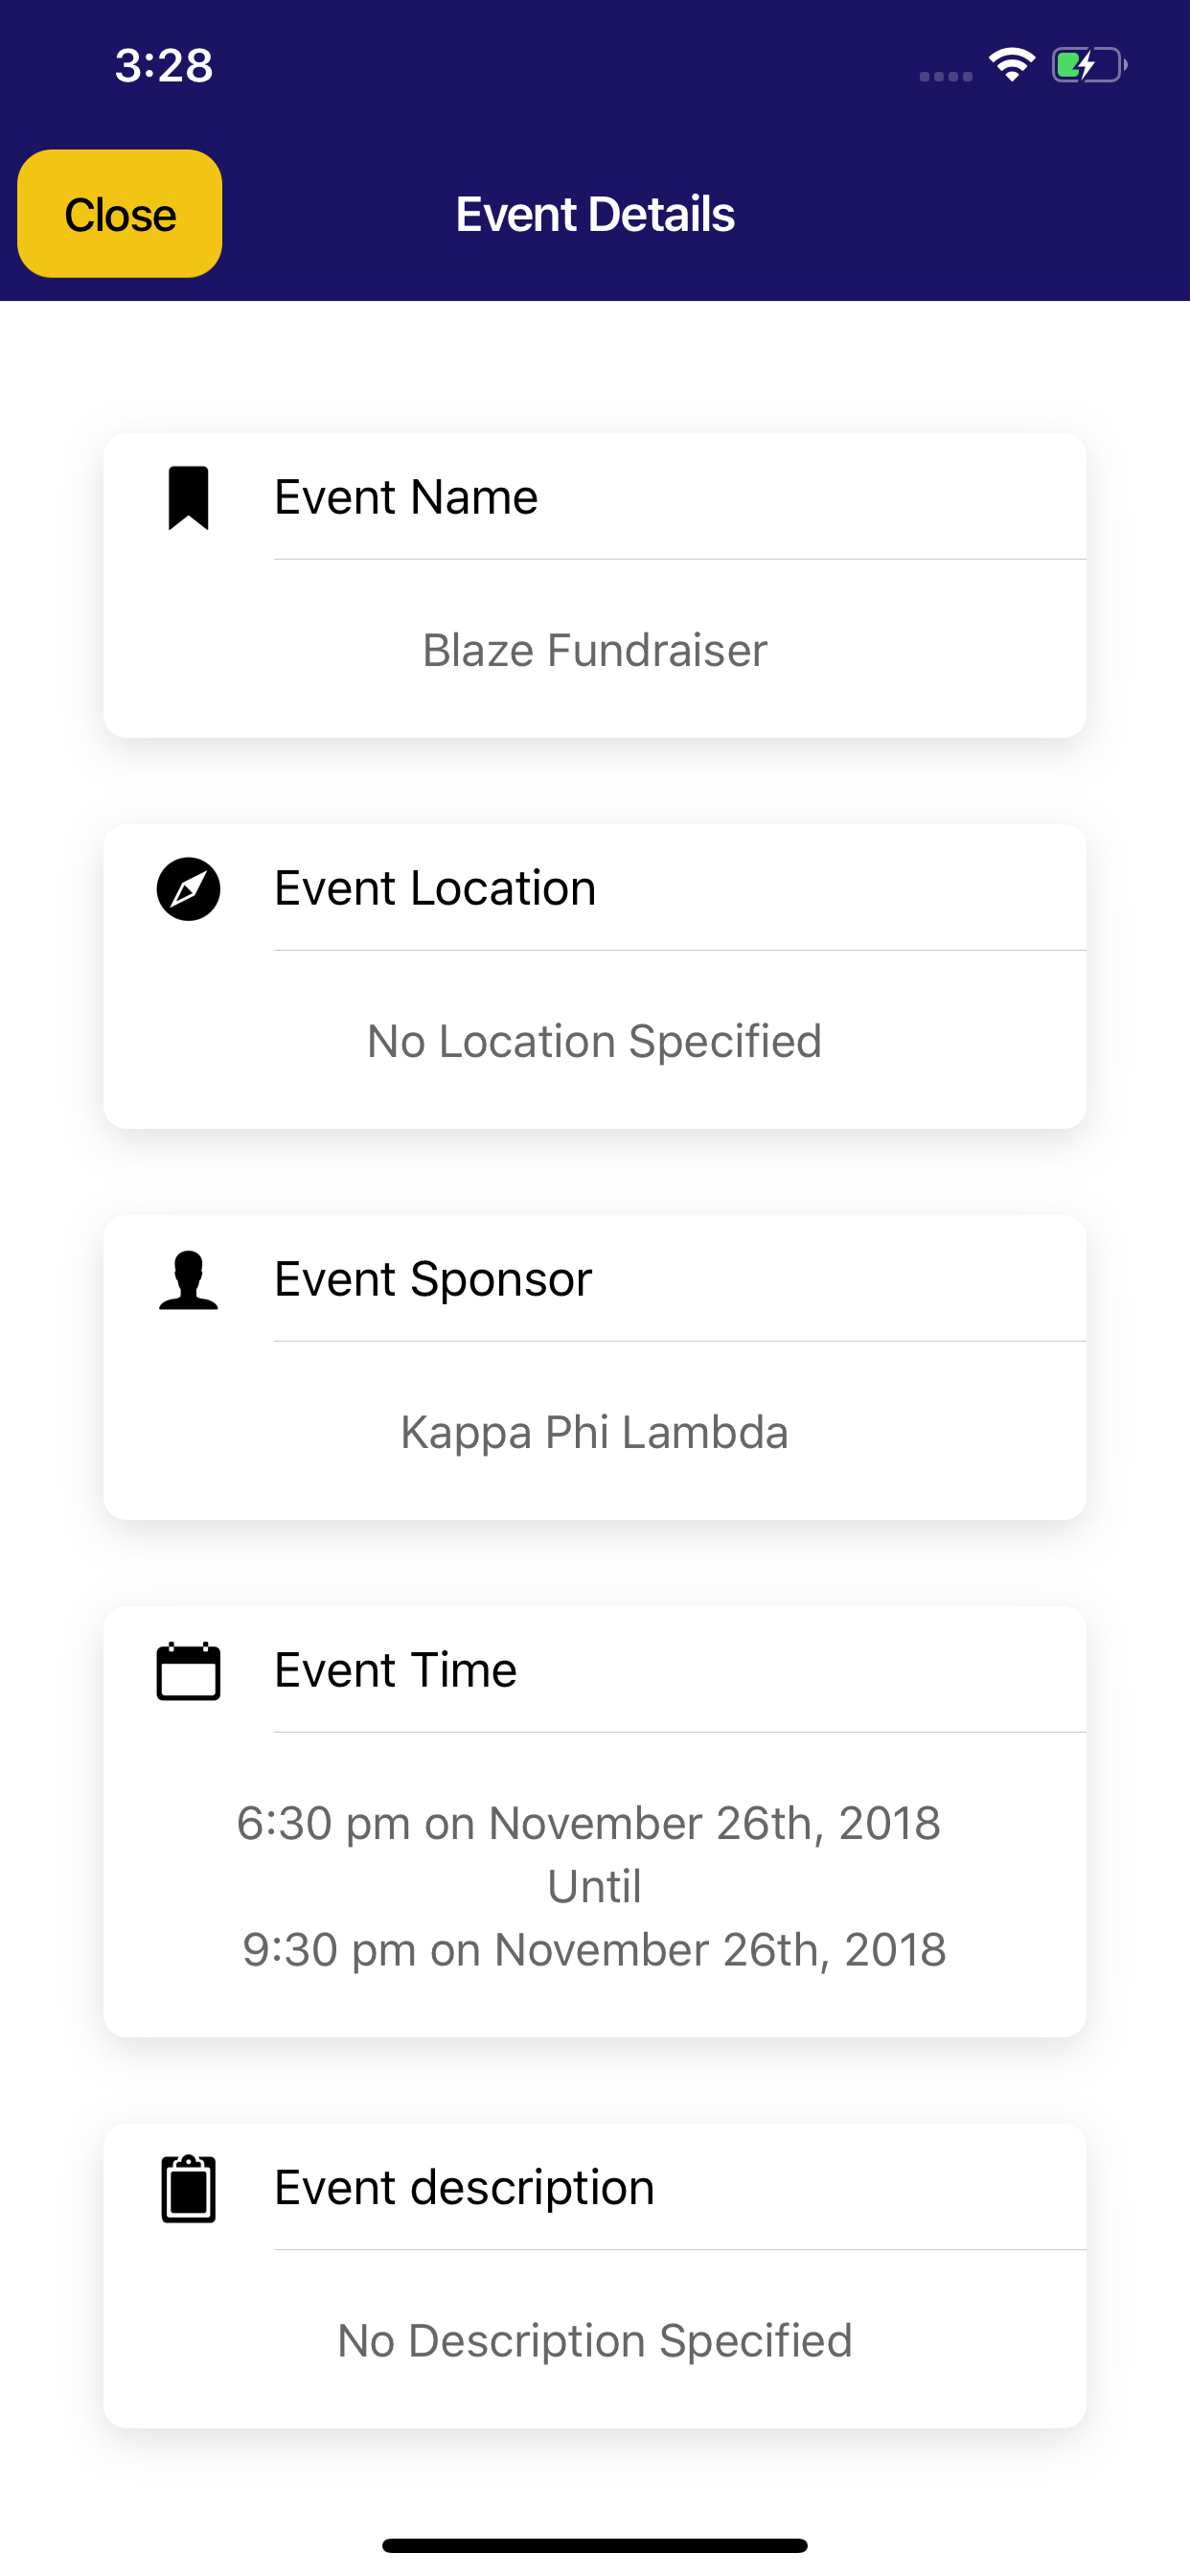 3:28
Close
Event Details
Event Name
Blaze Fundraiser
Event Location
No Location Specified
Event Sponsor
Kappa Phi Lambda
Event Time
6:30 pm on November 26th, 2018
Until
9:30 pm on November 26th, 2018
Event description
No Description Specified